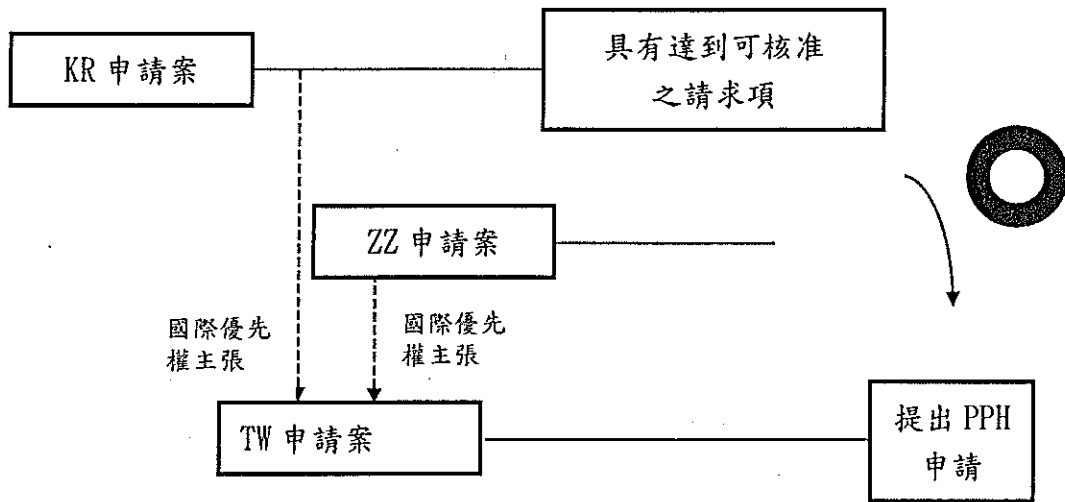 KR 申請案
具有達到可核准
之請求項
ZZ 申請案
國際優先
權主張
國際優先
權主張
TW 申請案
提出 PPH
申請